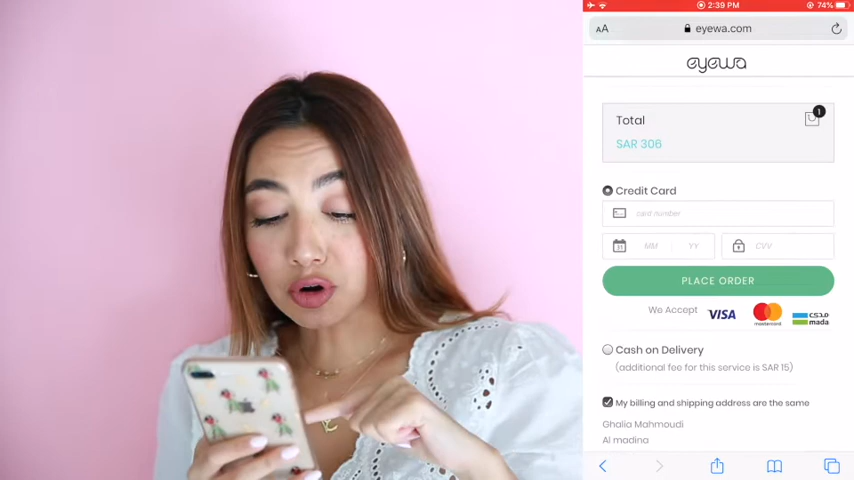 2:39 PM
74%
AA
eyewa.com
eyewa
1
Total
SAR 306
Credit Card
card number
31 MM YY CVV
PLACE ORDER
We Accept VISA mastercard مدى mada
Cash on Delivery
(additional fee for this service is SAR 15)
My billing and shipping address are the same
Ghalia Mahmoudi
Al madina